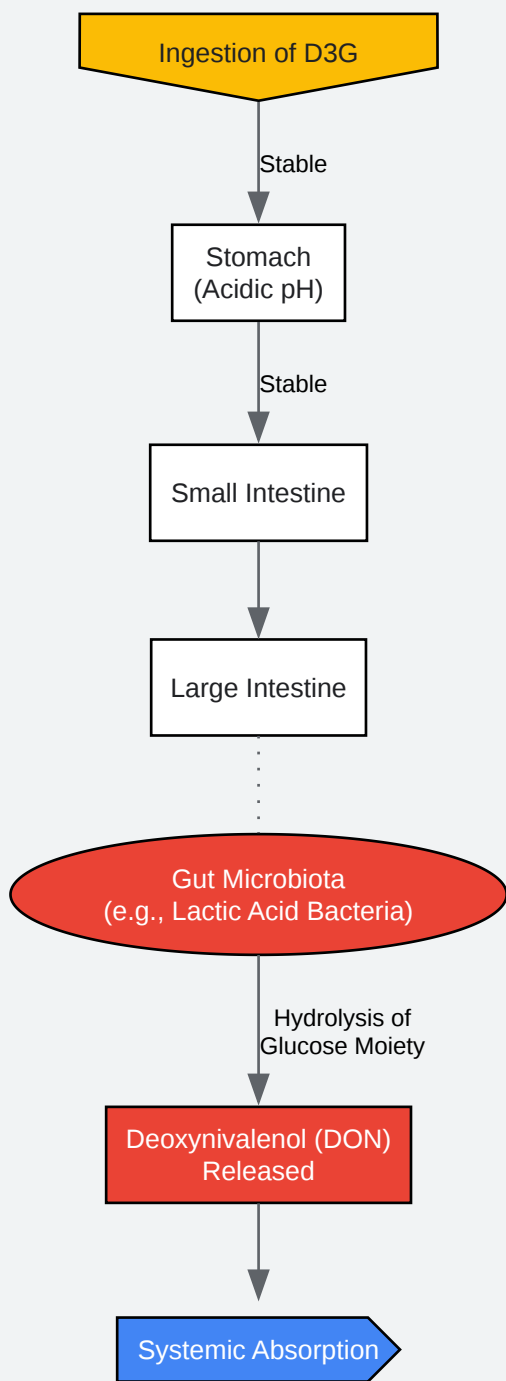 Ingestion of D3G
Stable
Stomach
(Acidic pH)
Stable
Small Intestine
Large Intestine
Gut Microbiota
(e.g., Lactic Acid Bacteria)
Hydrolysis of
Glucose Moiety
Deoxynivalenol (DON)
Released
Systemic Absorption